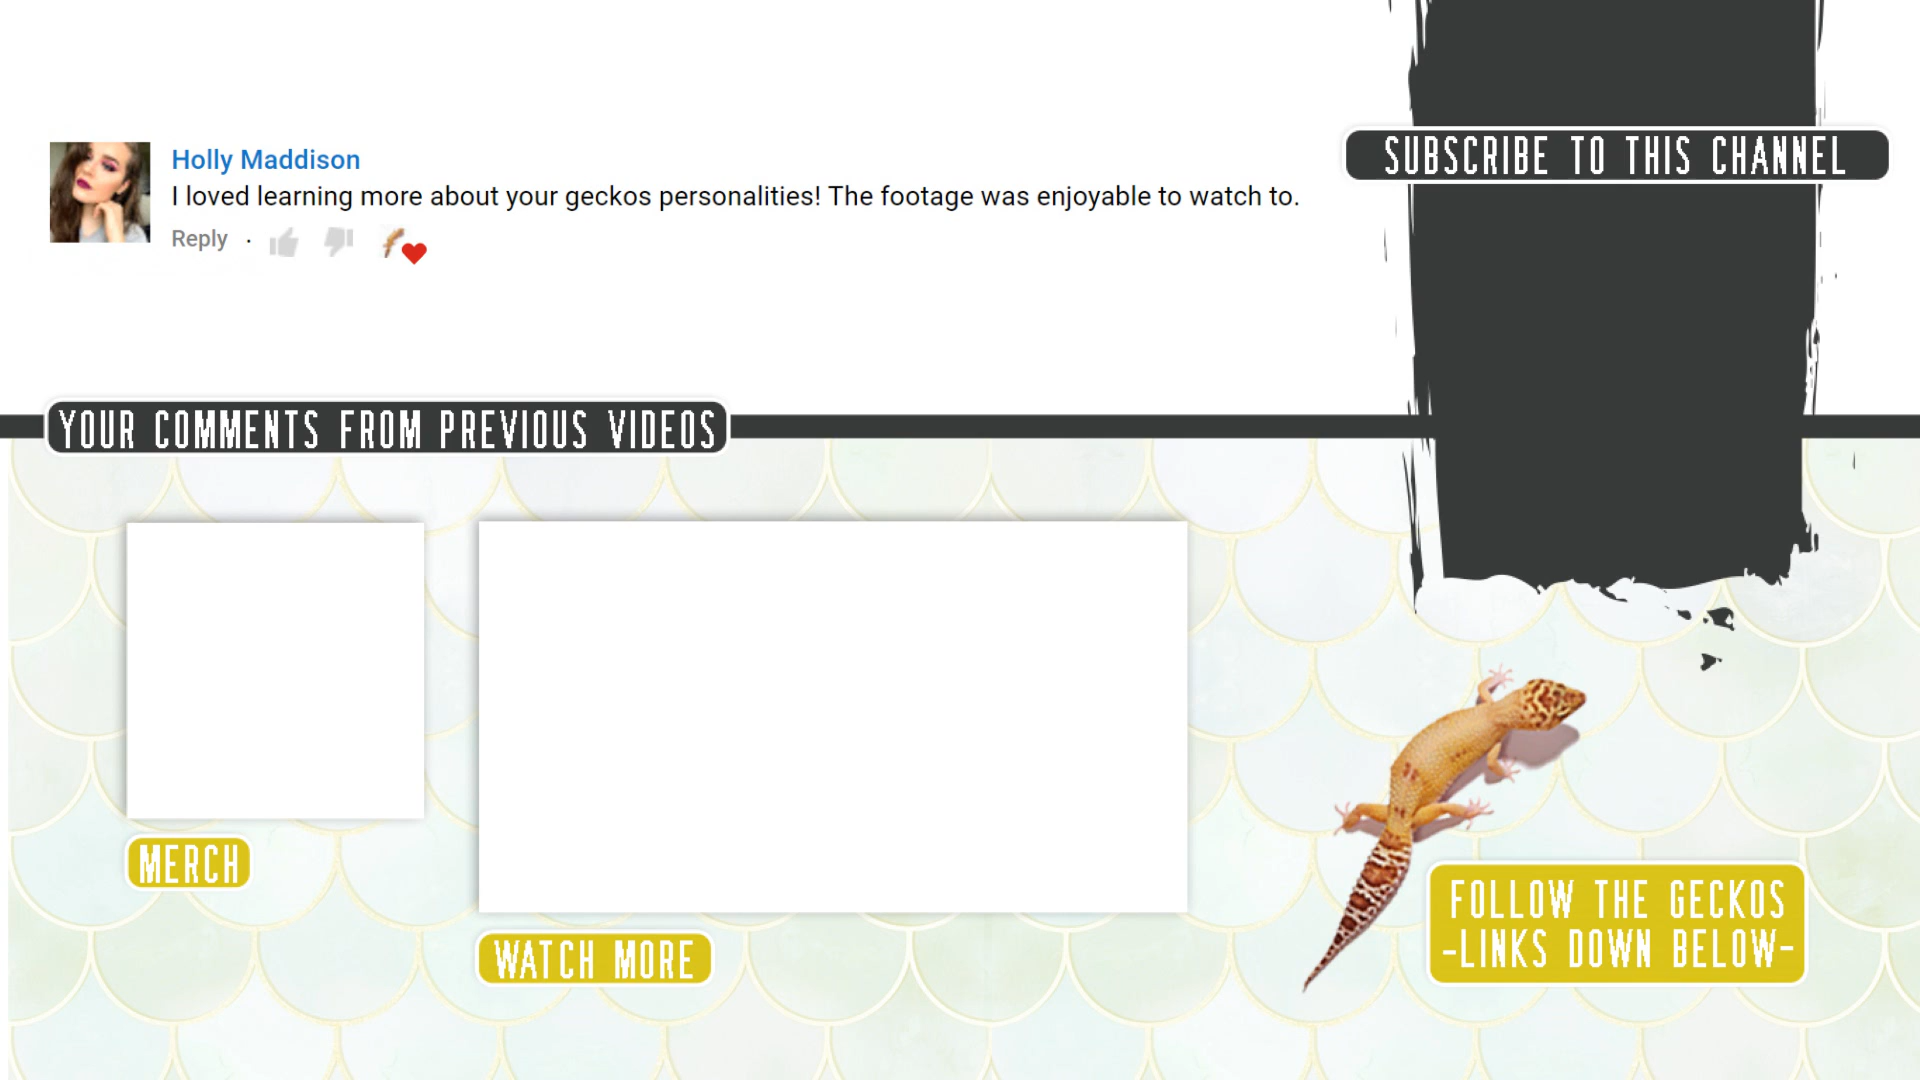 Holly Maddison
I loved learning more about your geckos personalities! The footage was enjoyable to watch to.
Reply ·
SUBSCRIBE TO THIS CHANNEL
YOUR COMMENTS FROM PREVIOUS VIDEOS
MERCH
WATCH MORE
FOLLOW THE GECKOS
-LINKS DOWN BELOW-